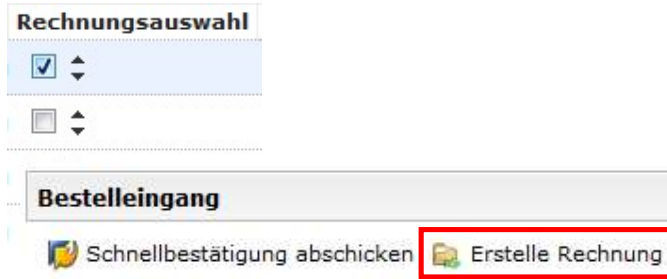 Rechnungsauswahl
Bestelleingang
Schnellbestätigung abschicken Erstelle Rechnung